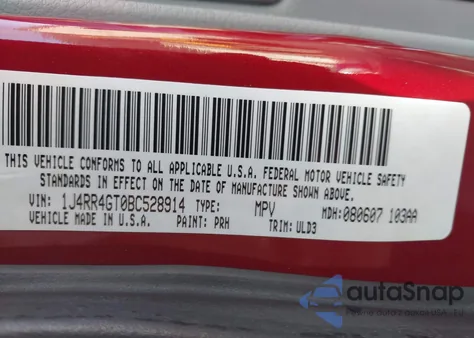 THIS VEHICLE CONFORMS TO ALL APPLICABLE U.S.A. FEDERAL MOTOR VEHICLE SAFETY
STANDARDS IN EFFECT ON THE DATE OF MANUFACTURE SHOWN ABOVE.
VIN: 1J4RR4GT0BC528914 TYPE: MPV MDH: 080607 103AA
VEHICLE MADE IN U.S.A. PAINT: PRH TRIM: ULD3
autoSnap